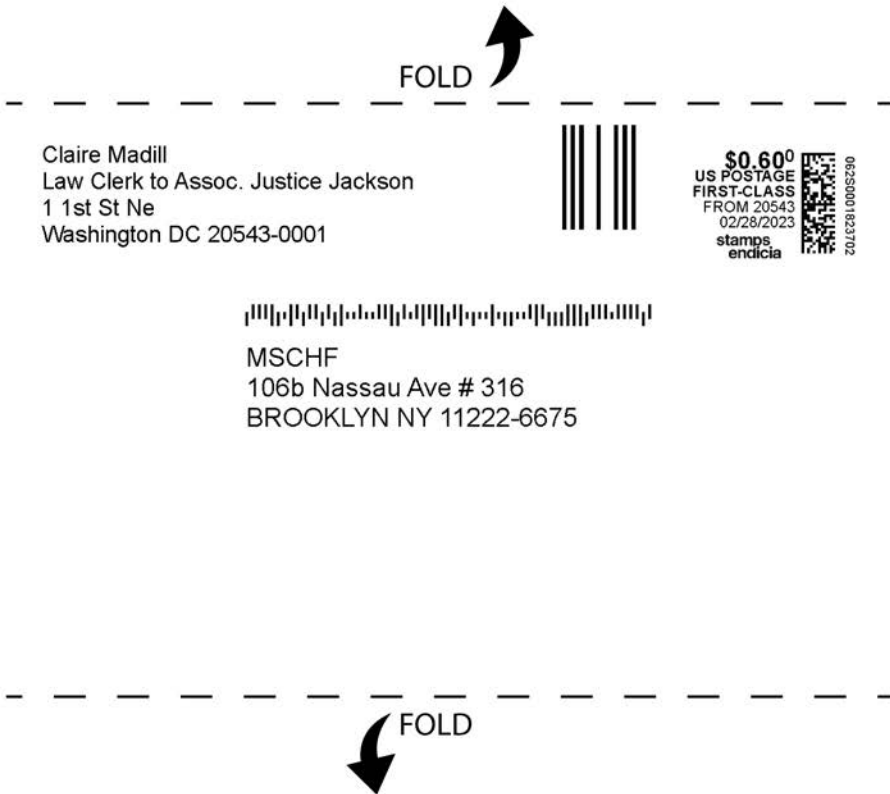 FOLD
Claire Madill
Law Clerk to Assoc. Justice Jackson
1 1st St Ne
Washington DC 20543-0001
$0.60⁰
US POSTAGE
FIRST-CLASS
FROM 20543
02/28/2023
stamps
endicia
062S0001823702
MSCHF
106b Nassau Ave # 316
BROOKLYN NY 11222-6675
FOLD